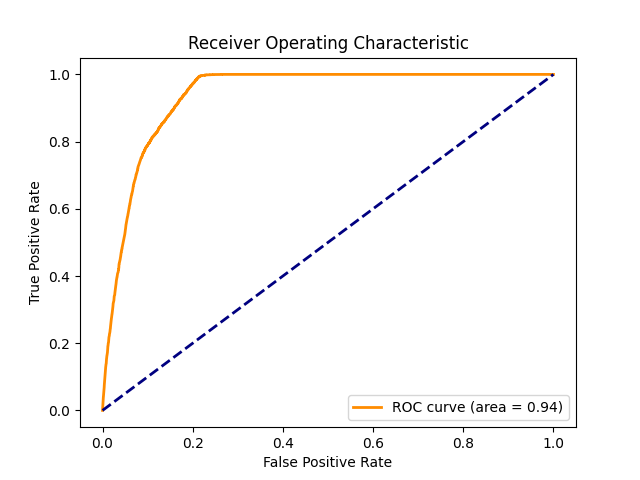 Receiver Operating Characteristic
True Positive Rate
1.0
0.8
0.6
0.4
0.2
0.0
ROC curve (area = 0.94)
0.0 0.2 0.4 0.6 0.8 1.0
False Positive Rate